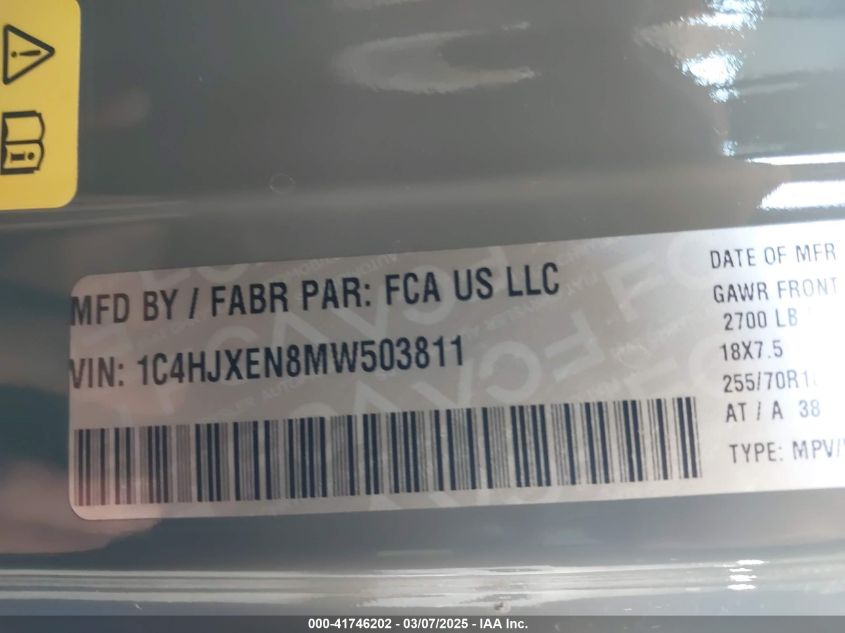 MFD BY / FABR PAR: FCA US LLC
VIN: 1C4HJXEN8MW503811
DATE OF MFR
GAWR FRONT
2700 LB
18X7.5
255/70R18
AT / A 38
TYPE: MPV/
000-41746202 - 03/07/2025 - IAA Inc.